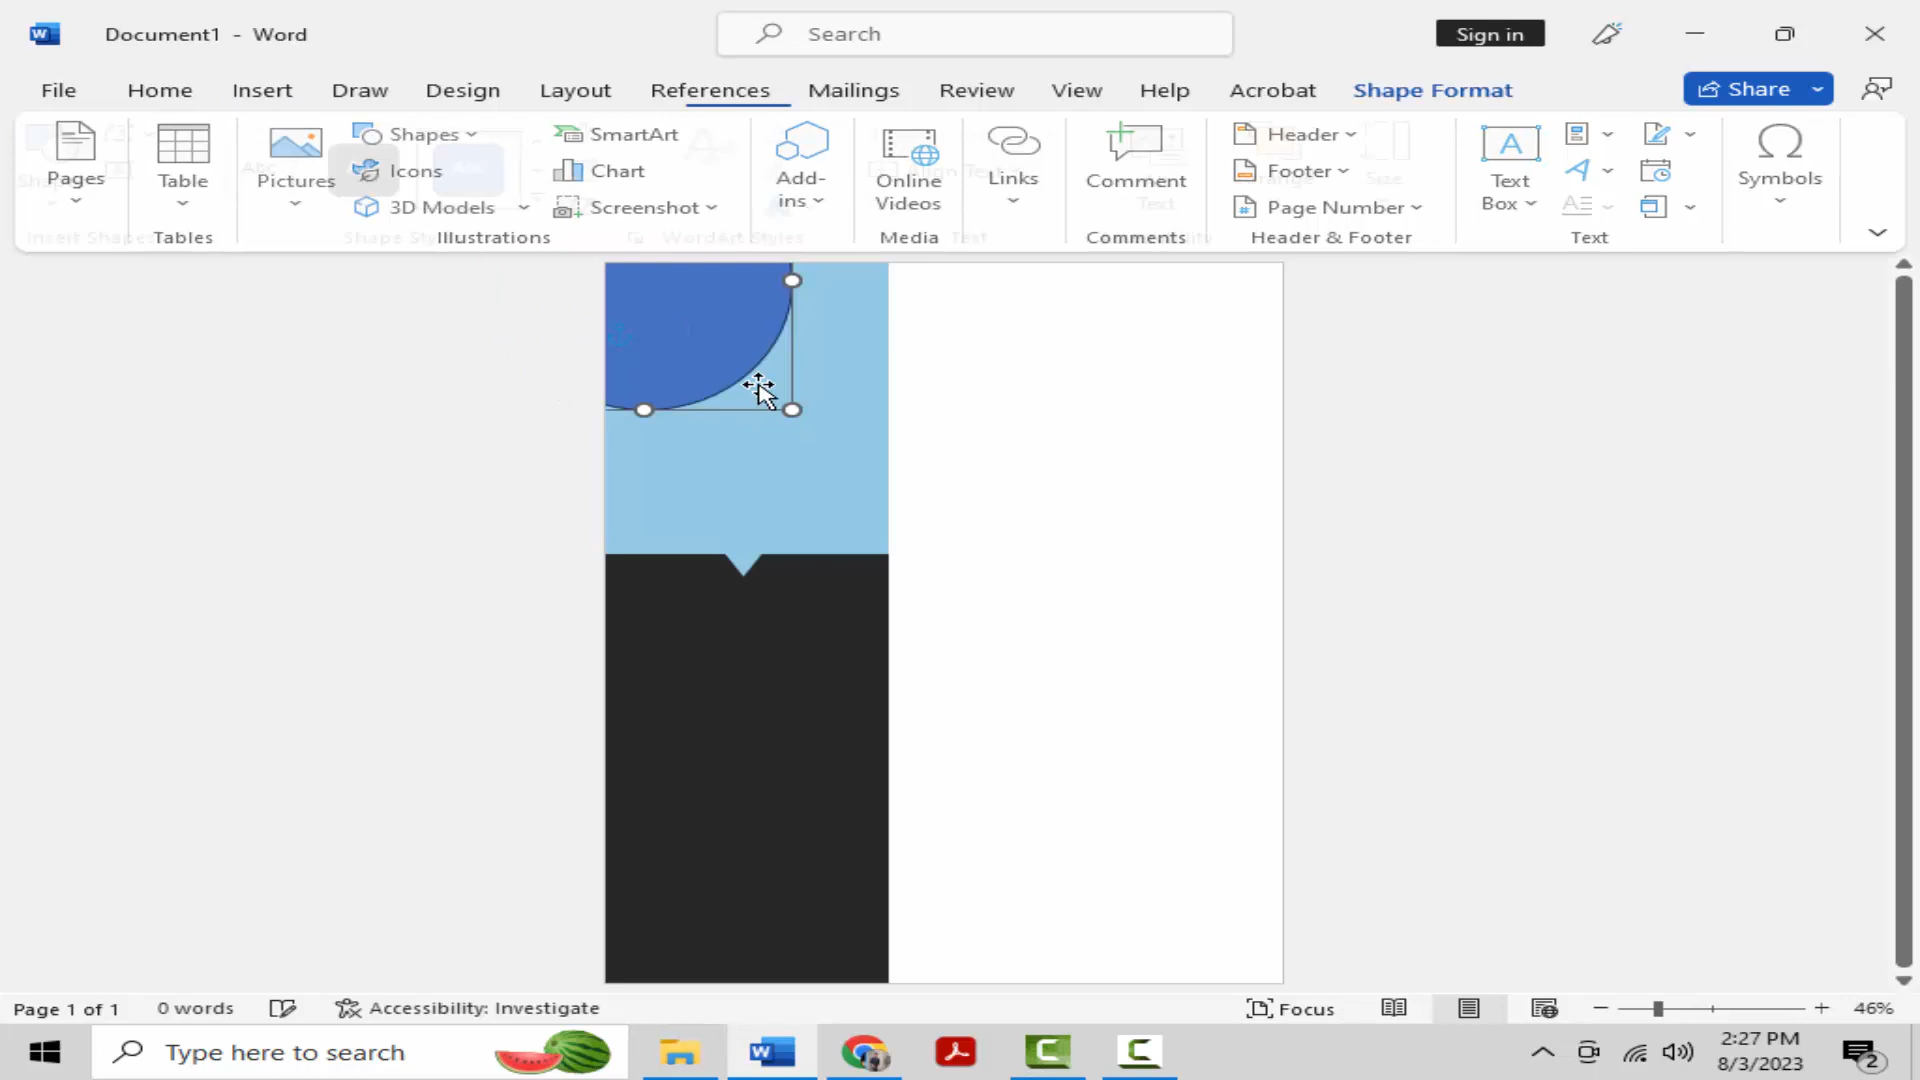 Document1 - Word
Search
Sign in
File Home Insert Draw Design Layout References Mailings Review View Help Acrobat Shape Format Share
Pages
Table
Pictures
Shapes
Icons
3D Models
SmartArt
Chart
Screenshot
Add-
ins
Online
Videos
Links
Comment
Header
Footer
Page Number
A
Text
Box
Symbols
Tables Illustrations Media Comments Header & Footer Text
Page 1 of 1 0 words Accessibility: Investigate Focus 46%
Type here to search
2:27 PM
8/3/2023
2